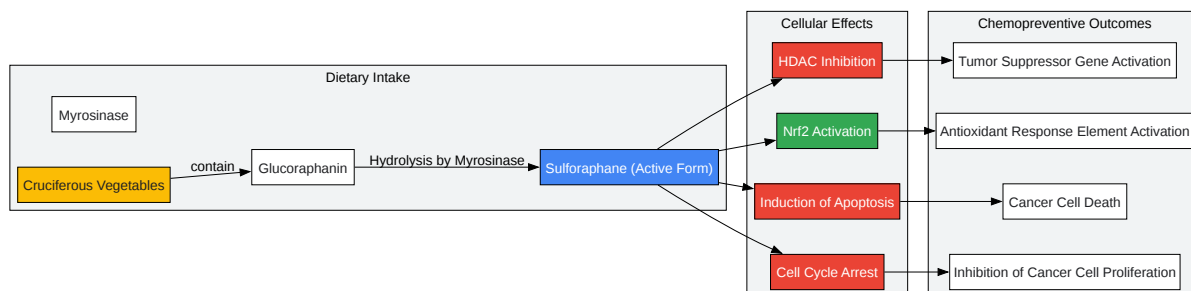 Dietary Intake
Myrosinase
Cruciferous Vegetables
contain
Glucoraphanin
Hydrolysis by Myrosinase
Sulforaphane (Active Form)
Cellular Effects
HDAC Inhibition
Nrf2 Activation
Induction of Apoptosis
Cell Cycle Arrest
Chemopreventive Outcomes
Tumor Suppressor Gene Activation
Antioxidant Response Element Activation
Cancer Cell Death
Inhibition of Cancer Cell Proliferation